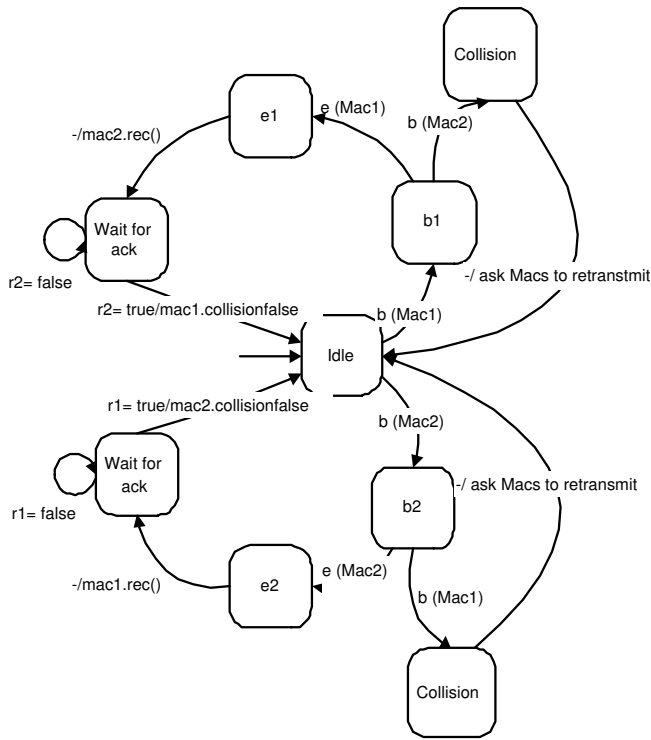 Collision
e1
e (Mac1)
b (Mac2)
-/mac2.rec()
b1
Wait for
ack
r2= false
-/ ask Macs to retranstmit
r2= true/mac1.collisionfalse
b (Mac1)
Idle
r1= true/mac2.collisionfalse
b (Mac2)
Wait for
ack
-/ ask Macs to retransmit
b2
r1= false
e (Mac2)
-/mac1.rec()
e2
b (Mac1)
Collision